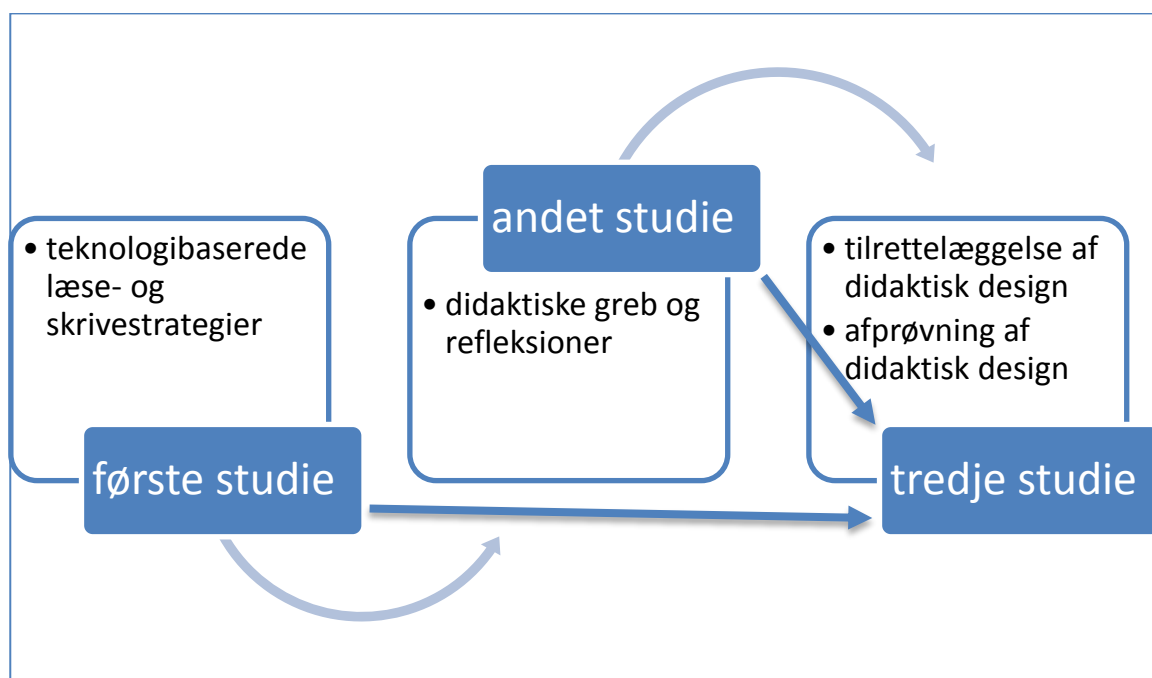 • teknologibaserede
læse- og
skrivestrategier
første studie
andet studie
• didaktiske greb og
refleksioner
• tilrettelæggelse af
didaktisk design
• afprøvning af
didaktisk design
tredje studie